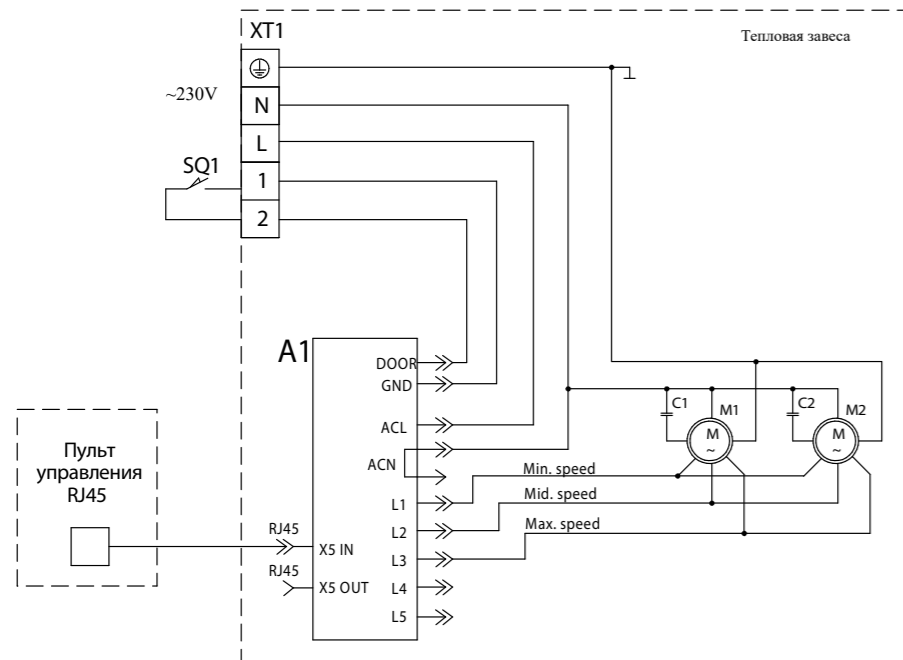 XT1
Тепловая завеса
~230V
N
L
SQ1
1
2
A1
DOOR
GND
ACL
ACN
L1
L2
L3
L4
L5
X5 IN
X5 OUT
RJ45
RJ45
Пульт
управления
RJ45
Min. speed
Mid. speed
Max. speed
C1
M1
C2
M2
M
~
M
~